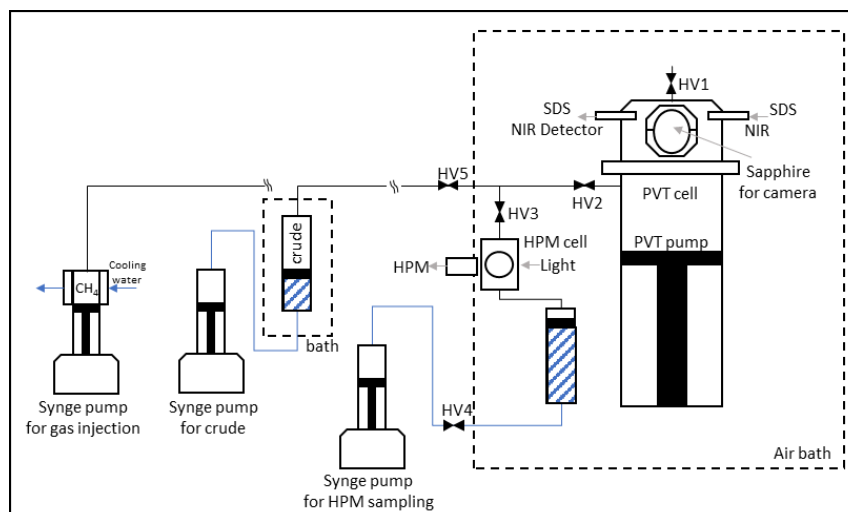 HV1
SDS
NIR Detector
SDS
NIR
Sapphire
for camera
HV5
HV2
PVT cell
HV3
crude
HPM cell
PVT pump
HPM
Light
Cooling
water
CH4
bath
HV4
Synge pump
for gas injection
Synge pump
for crude
Synge pump
for HPM sampling
Air bath